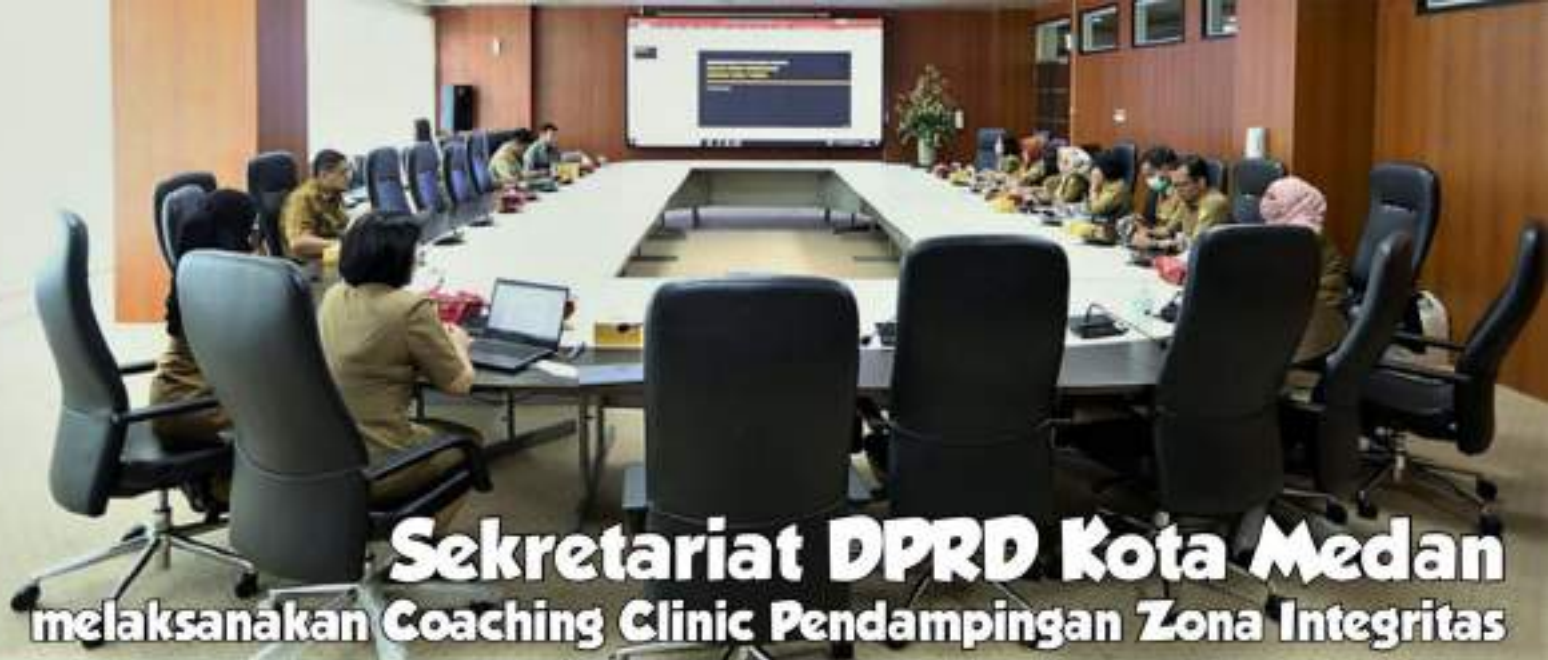 Sekretariat DPRD Kota Medan
melaksanakan Coaching Clinic Pendampingan Zona Integritas